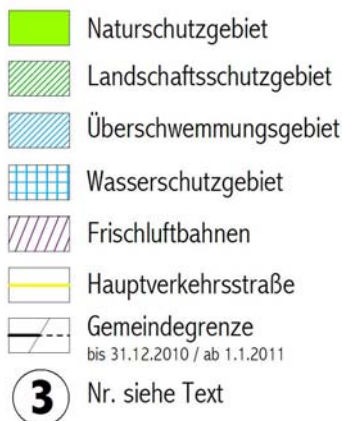 Naturschutzgebiet
Landschaftsschutzgebiet
Überschwemmungsgebiet
Wasserschutzgebiet
Frischluftbahnen
Hauptverkehrsstraße
Gemeindegrenze
bis 31.12.2010 / ab 1.1.2011
3 Nr. siehe Text